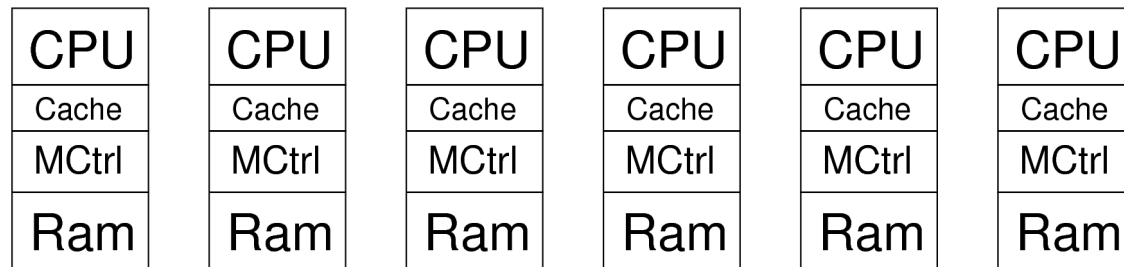 CPU CPU CPU CPU CPU CPU
Cache Cache Cache Cache Cache Cache
MCtrl MCtrl MCtrl MCtrl MCtrl MCtrl
Ram Ram Ram Ram Ram Ram